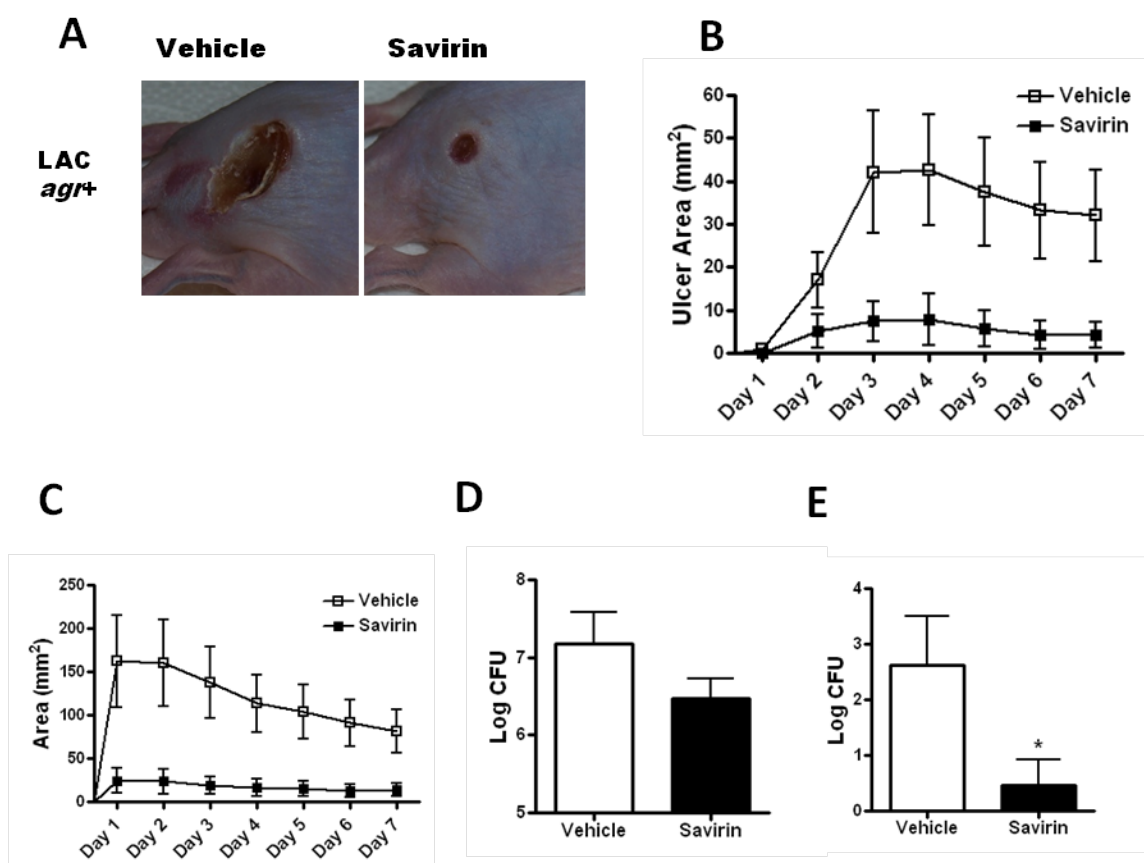 A
Vehicle
Savirin
LAC
agr+
B
Ulcer Area (mm²)
60
50
40
30
20
10
0
Vehicle
Savirin
Day 1
Day 2
Day 3
Day 4
Day 5
Day 6
Day 7
C
Area (mm²)
250
200
150
100
50
0
Vehicle
Savirin
Day 1
Day 2
Day 3
Day 4
Day 5
Day 6
Day 7
D
Log CFU
8
7
6
5
Vehicle
Savirin
E
Log CFU
4
3
2
1
0
*
Vehicle
Savirin